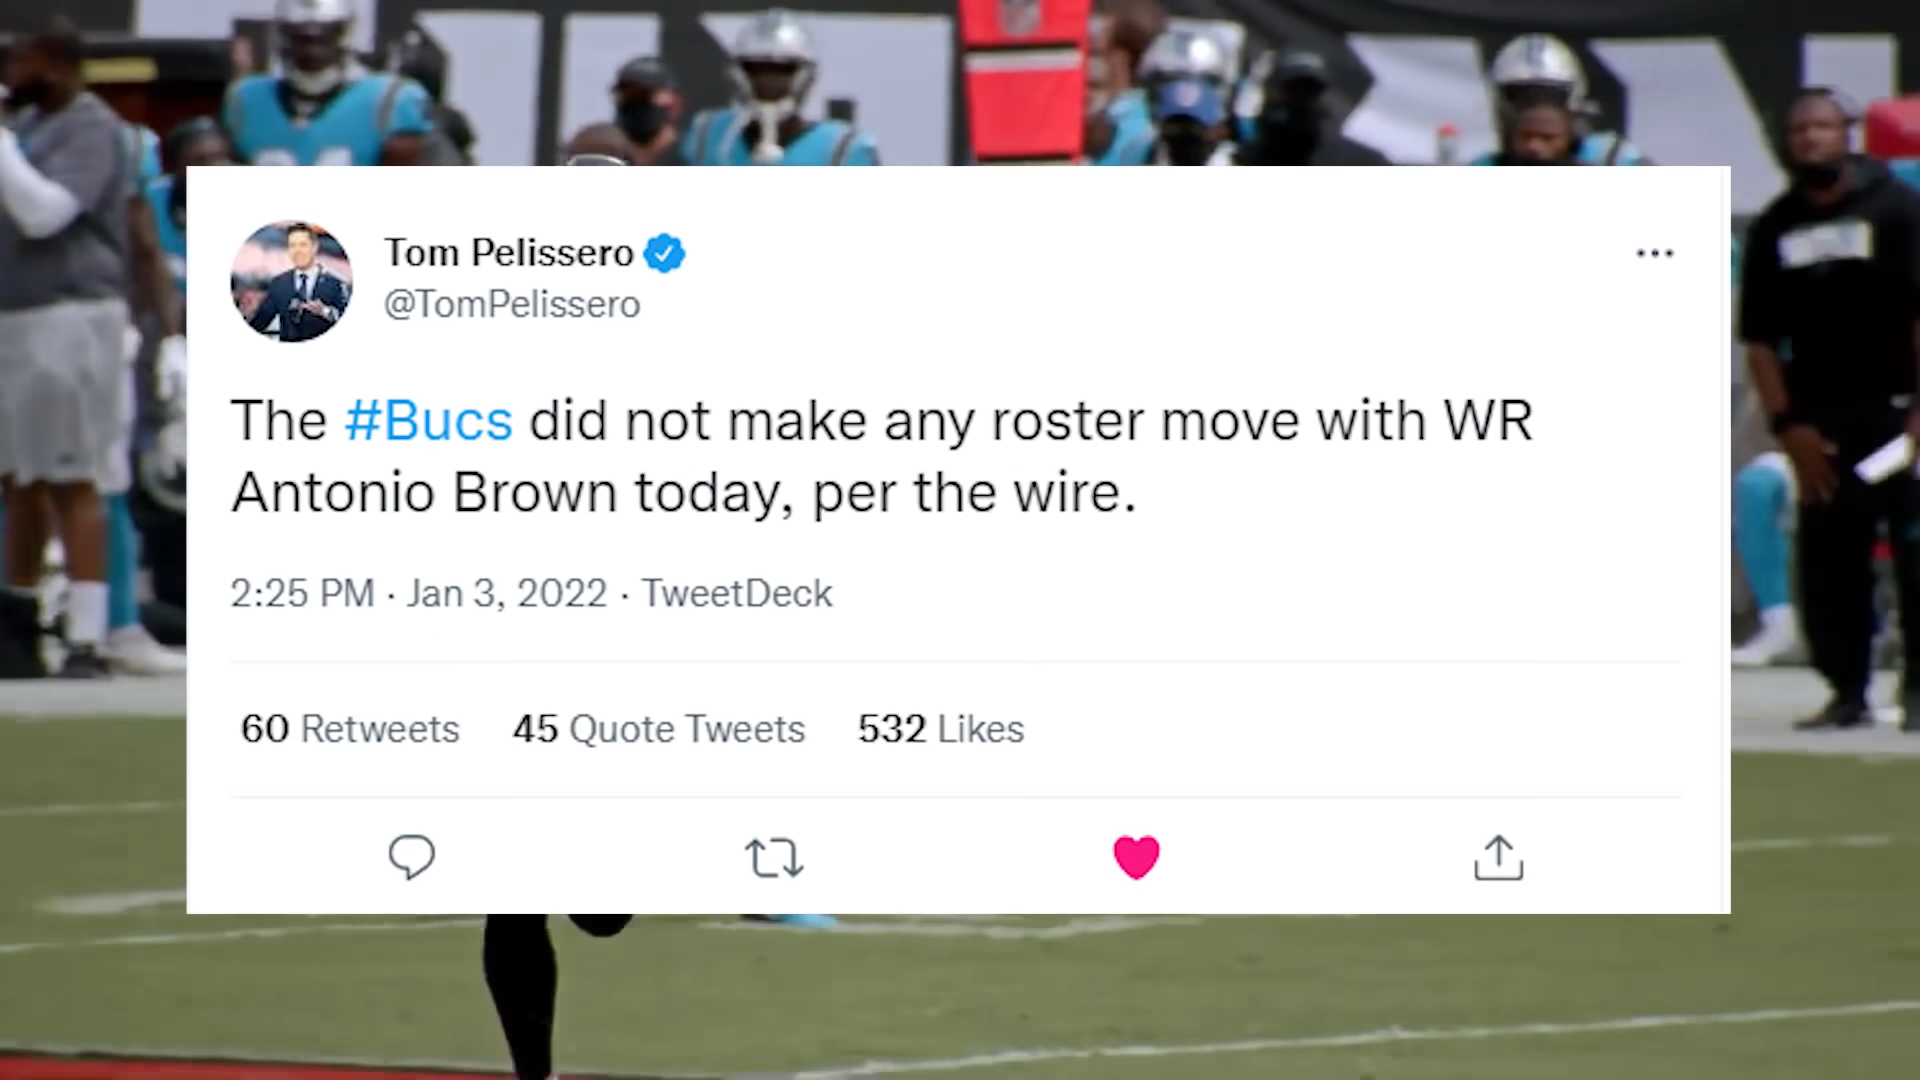 Tom Pelissero
@TomPelissero
The #Bucs did not make any roster move with WR
Antonio Brown today, per the wire.
2:25 PM · Jan 3, 2022 · TweetDeck
60 Retweets 45 Quote Tweets 532 Likes